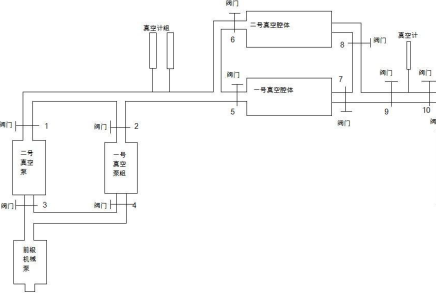 阀门
真空计组
6
二号真空腔体
8
阀门
真空计
阀门
一号真空腔体
7
阀门
阀门
5
阀门
9
10
阀门
阀门
1
阀门
2
二号
真空
泵
一号
真空
泵组
阀门
3
阀门
4
前级
机械
泵